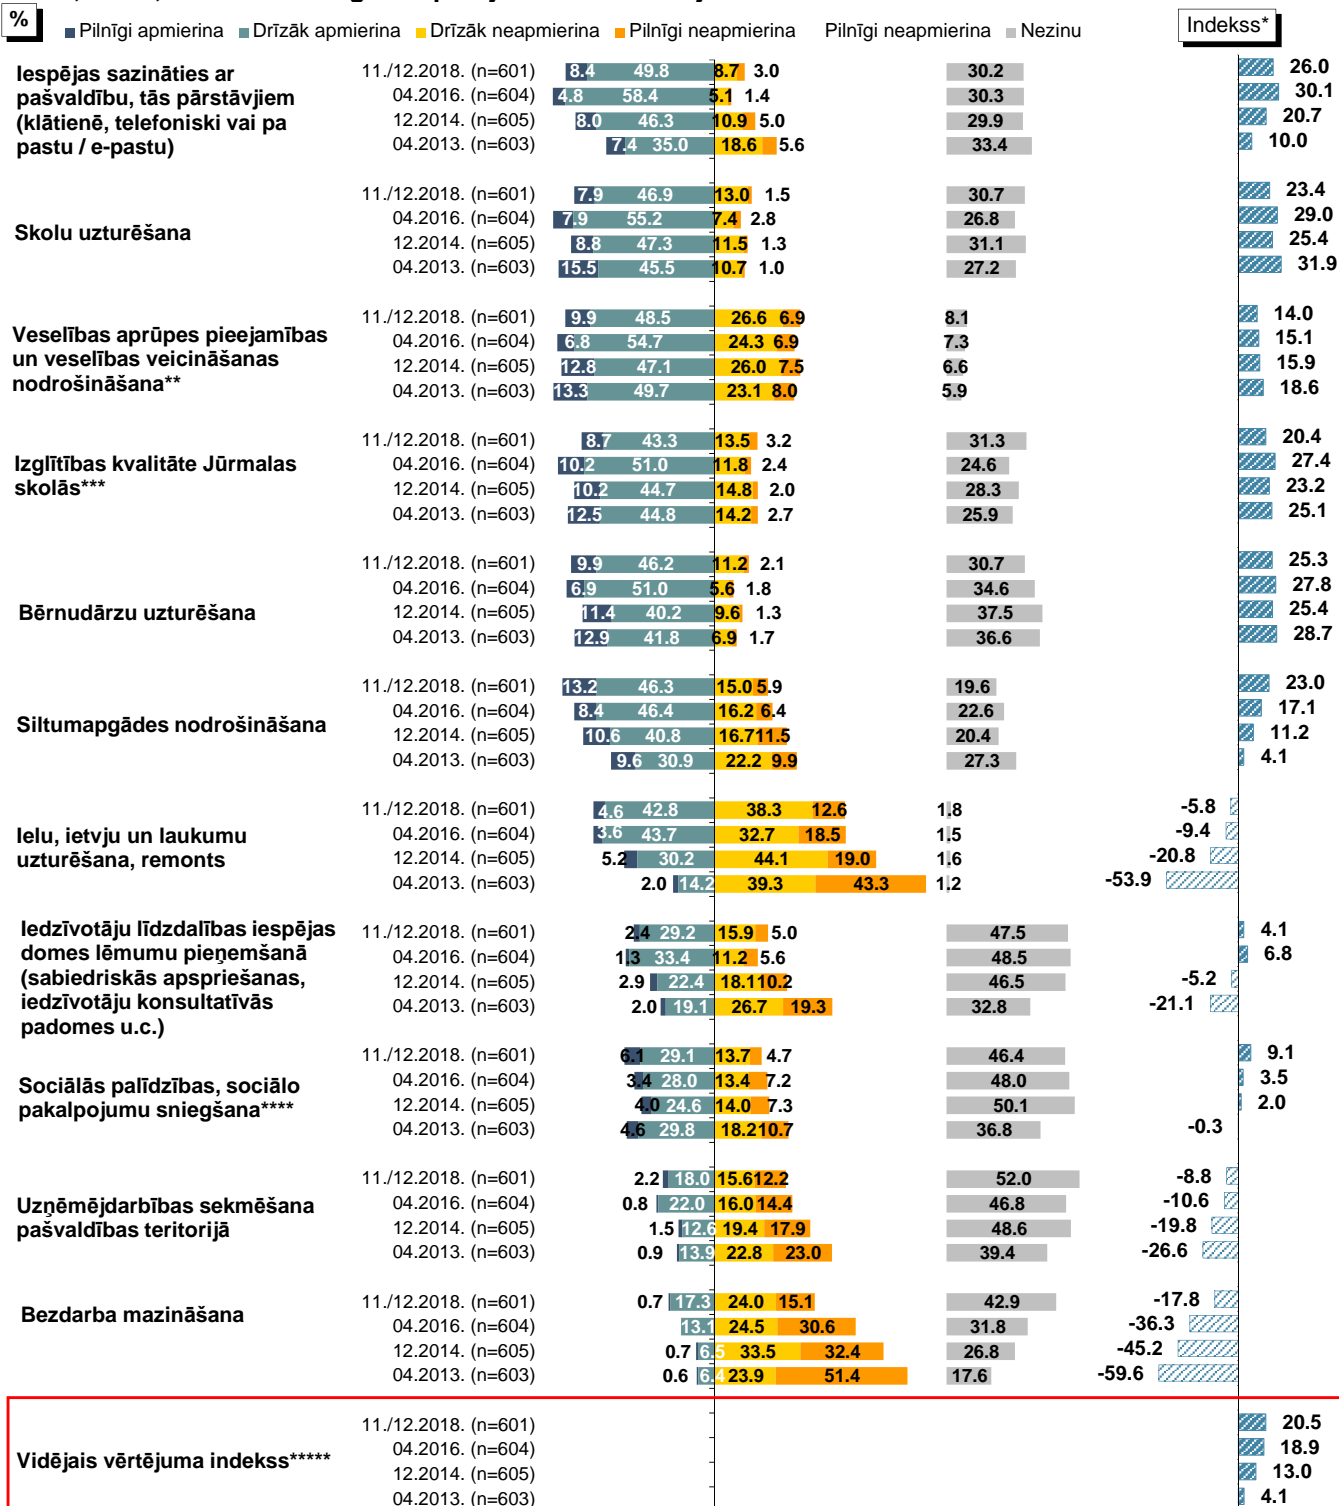 %
Pilnīgi apmierina Drīzāk apmierina Drīzāk neapmierina Pilnīgi neapmierina Pilnīgi neapmierina Nezinu
Indekss*
Iespējas sazināties ar
pašvaldību, tās pārstāvjiem
(klātienē, telefoniski vai pa
pastu / e-pastu)
11./12.2018. (n=601) 8.4 49.8 8.7 3.0 30.2 26.0
04.2016. (n=604) 4.8 58.4 5.1 1.4 30.3 30.1
12.2014. (n=605) 8.0 46.3 10.9 5.0 29.9 20.7
04.2013. (n=603) 7.4 35.0 18.6 5.6 33.4 10.0
Skolu uzturēšana
11./12.2018. (n=601) 7.9 46.9 13.0 1.5 30.7 23.4
04.2016. (n=604) 7.9 55.2 7.4 2.8 26.8 29.0
12.2014. (n=605) 8.8 47.3 11.5 1.3 31.1 25.4
04.2013. (n=603) 15.5 45.5 10.7 1.0 27.2 31.9
Veselības aprūpes pieejamības
un veselības veicināšanas
nodrošināšana**
11./12.2018. (n=601) 9.9 48.5 26.6 6.9 8.1 14.0
04.2016. (n=604) 6.8 54.7 24.3 6.9 7.3 15.1
12.2014. (n=605) 12.8 47.1 26.0 7.5 6.6 15.9
04.2013. (n=603) 13.3 49.7 23.1 8.0 5.9 18.6
Izglītības kvalitāte Jūrmalas
skolās***
11./12.2018. (n=601) 8.7 43.3 13.5 3.2 31.3 20.4
04.2016. (n=604) 10.2 51.0 11.8 2.4 24.6 27.4
12.2014. (n=605) 10.2 44.7 14.8 2.0 28.3 23.2
04.2013. (n=603) 12.5 44.8 14.2 2.7 25.9 25.1
Bērnudārzu uzturēšana
11./12.2018. (n=601) 9.9 46.2 11.2 2.1 30.7 25.3
04.2016. (n=604) 6.9 51.0 5.6 1.8 34.6 27.8
12.2014. (n=605) 11.4 40.2 9.6 1.3 37.5 25.4
04.2013. (n=603) 12.9 41.8 6.9 1.7 36.6 28.7
Siltumapgādes nodrošināšana
11./12.2018. (n=601) 13.2 46.3 15.0 5.9 19.6 23.0
04.2016. (n=604) 8.4 46.4 16.2 6.4 22.6 17.1
12.2014. (n=605) 10.6 40.8 16.7 11.5 20.4 11.2
04.2013. (n=603) 9.6 30.9 22.2 9.9 27.3 4.1
Ielu, ietvju un laukumu
uzturēšana, remonts
11./12.2018. (n=601) 4.6 42.8 38.3 12.6 1.8 -5.8
04.2016. (n=604) 3.6 43.7 32.7 18.5 1.5 -9.4
12.2014. (n=605) 5.2 30.2 44.1 19.0 1.6 -20.8
04.2013. (n=603) 2.0 14.2 39.3 43.3 1.2 -53.9
Iedzīvotāju līdzdalības iespējas
domes lēmumu pieņemšanā
(sabiedriskās apspriešanas,
iedzīvotāju konsultatīvās
padomes u.c.)
11./12.2018. (n=601) 2.4 29.2 15.9 5.0 47.5 4.1
04.2016. (n=604) 1.3 33.4 11.2 5.6 48.5 6.8
12.2014. (n=605) 2.9 22.4 18.1 10.2 46.5 -5.2
04.2013. (n=603) 2.0 19.1 26.7 19.3 32.8 -21.1
Sociālās palīdzības, sociālo
pakalpojumu sniegšana****
11./12.2018. (n=601) 6.1 29.1 13.7 4.7 46.4 9.1
04.2016. (n=604) 3.4 28.0 13.4 7.2 48.0 3.5
12.2014. (n=605) 4.0 24.6 14.0 7.3 50.1 2.0
04.2013. (n=603) 4.6 29.8 18.2 10.7 36.8 -0.3
Uzņēmējdarbības sekmēšana
pašvaldības teritorijā
11./12.2018. (n=601) 2.2 18.0 15.6 12.2 52.0 -8.8
04.2016. (n=604) 0.8 22.0 16.0 14.4 46.8 -10.6
12.2014. (n=605) 1.5 12.6 19.4 17.9 48.6 -19.8
04.2013. (n=603) 0.9 13.9 22.8 23.0 39.4 -26.6
Bezdarba mazināšana
11./12.2018. (n=601) 0.7 17.3 24.0 15.1 42.9 -17.8
04.2016. (n=604) 13.1 24.5 30.6 31.8 -36.3
12.2014. (n=605) 0.7 6.5 33.5 32.4 26.8 -45.2
04.2013. (n=603) 0.6 6.4 23.9 51.4 17.6 -59.6
Vidējais vērtējuma indekss*****
11./12.2018. (n=601) 20.5
04.2016. (n=604) 18.9
12.2014. (n=605) 13.0
04.2013. (n=603) 4.1